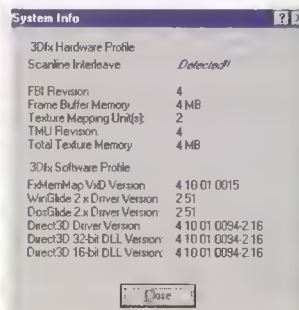 System Info
3Dfx Hardware Profile
Scanline Interleave Detected!!
FBI Revision 4
Frame Buffer Memory 4 MB
Texture Mapping Unit(s): 2
TMU Revision. 4
Total Texture Memory 4 MB
3Dfx Software Profile
FxMemMap VxD Version 4 10 01 0015
WinGlide 2 x Driver Version 2 51
DosGlide 2.x Driver Version: 2 51
Direct3D Driver Version 4 10 01 0094-2 16
Direct3D 32-bit DLL Version: 4 10 01 0094-2 16
Direct3D 16-bit DLL Version: 4 10 01 0094-2.16
Close